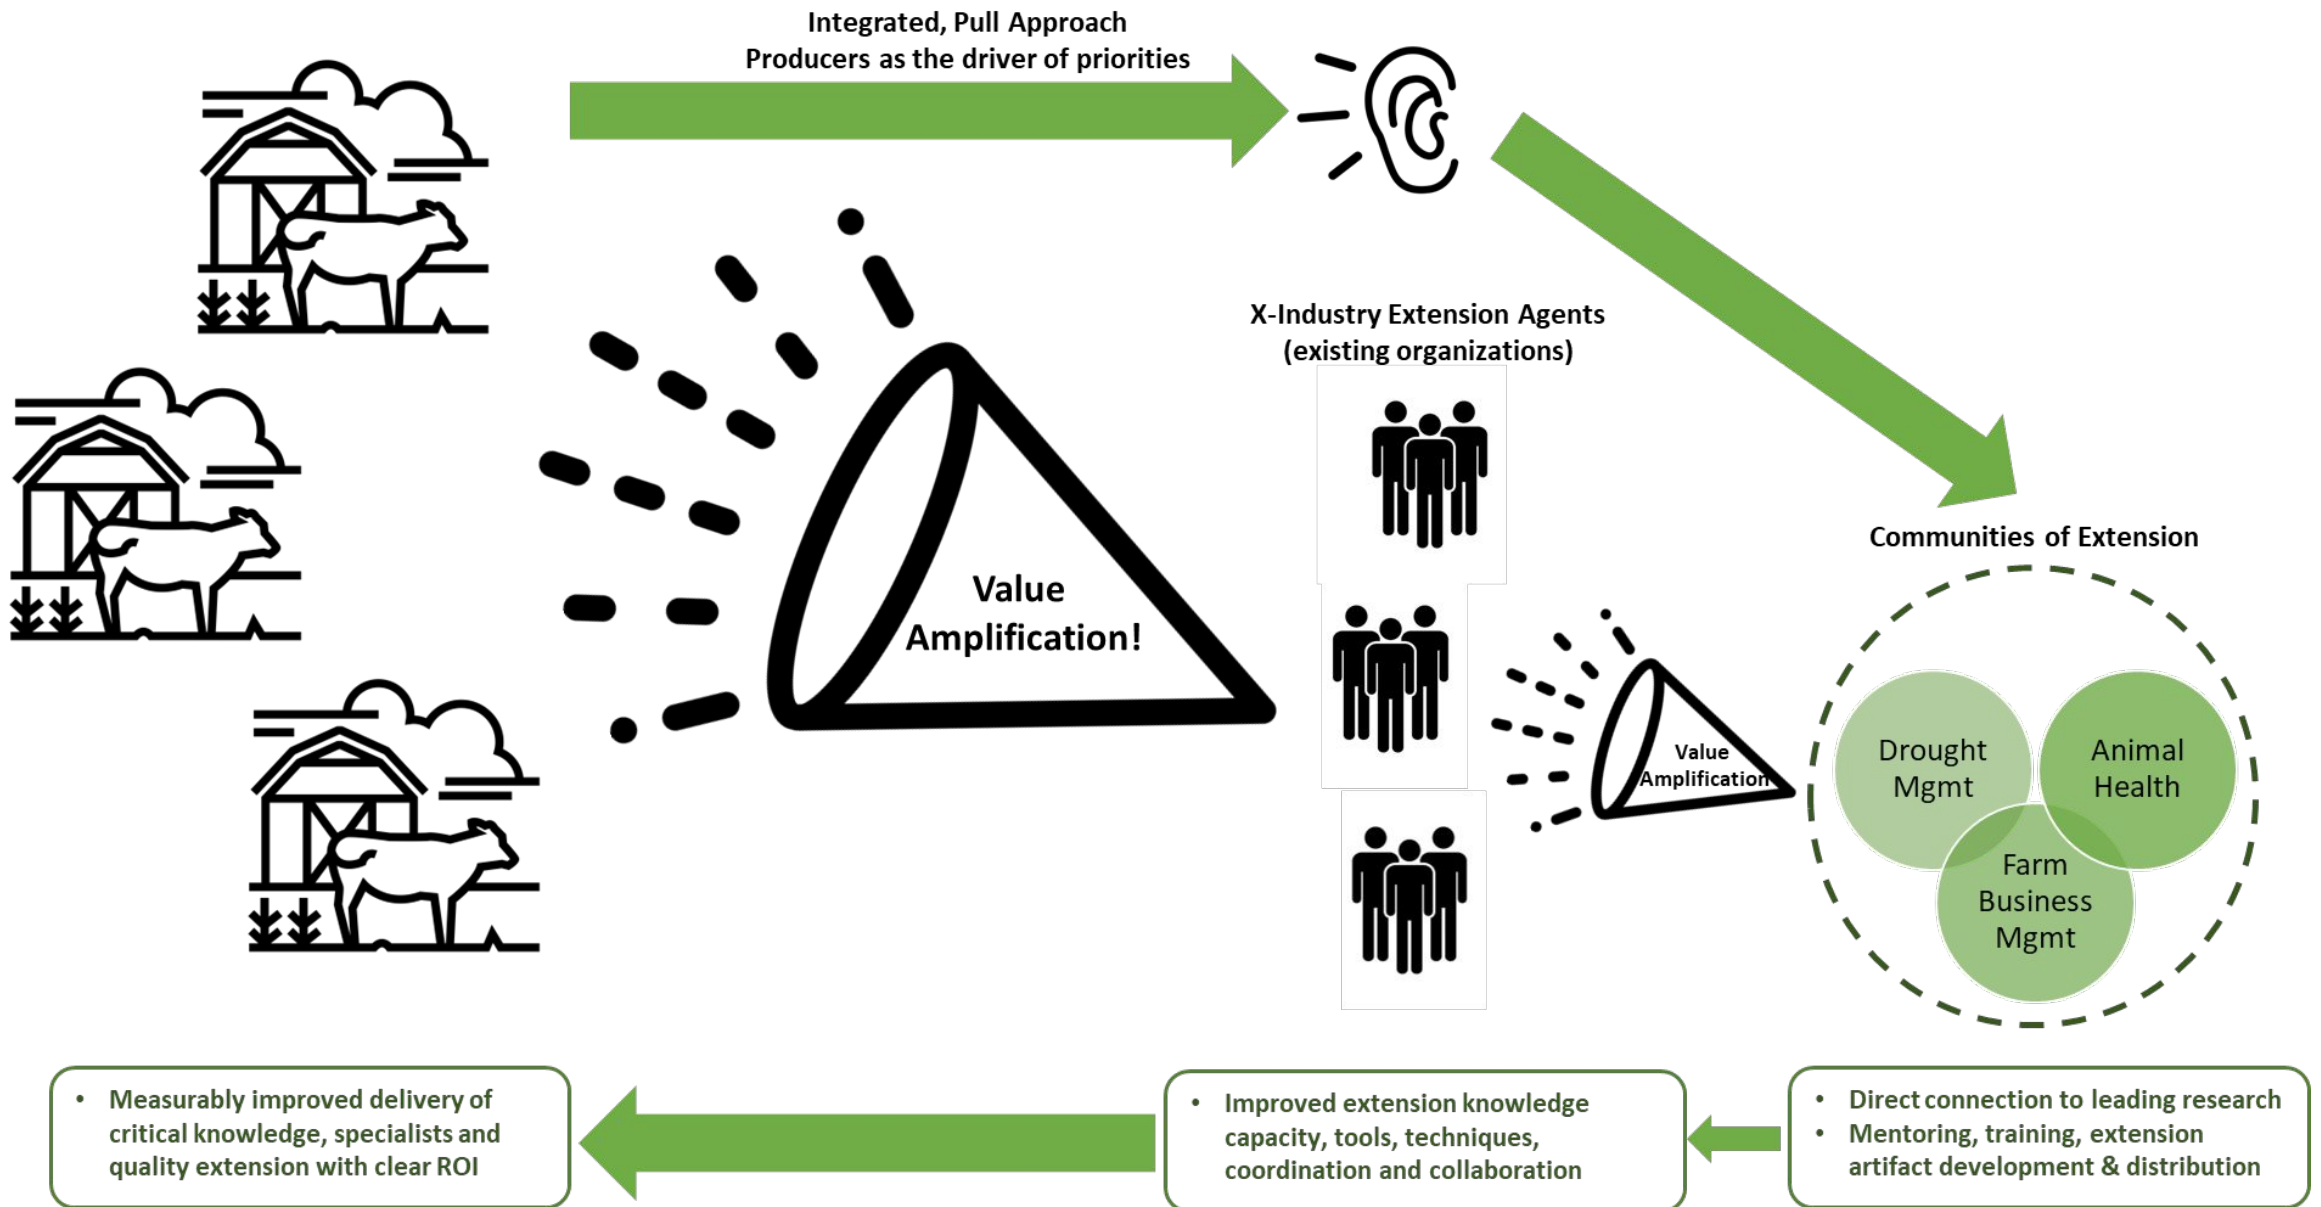 Integrated, Pull Approach
Producers as the driver of priorities
X-Industry Extension Agents
(existing organizations)
Communities of Extension
Value
Amplification!
Value
Amplification
Drought
Mgmt
Animal
Health
Farm
Business
Mgmt
• Measurably improved delivery of
critical knowledge, specialists and
quality extension with clear ROI
• Improved extension knowledge
capacity, tools, techniques,
coordination and collaboration
• Direct connection to leading research
• Mentoring, training, extension
artifact development & distribution